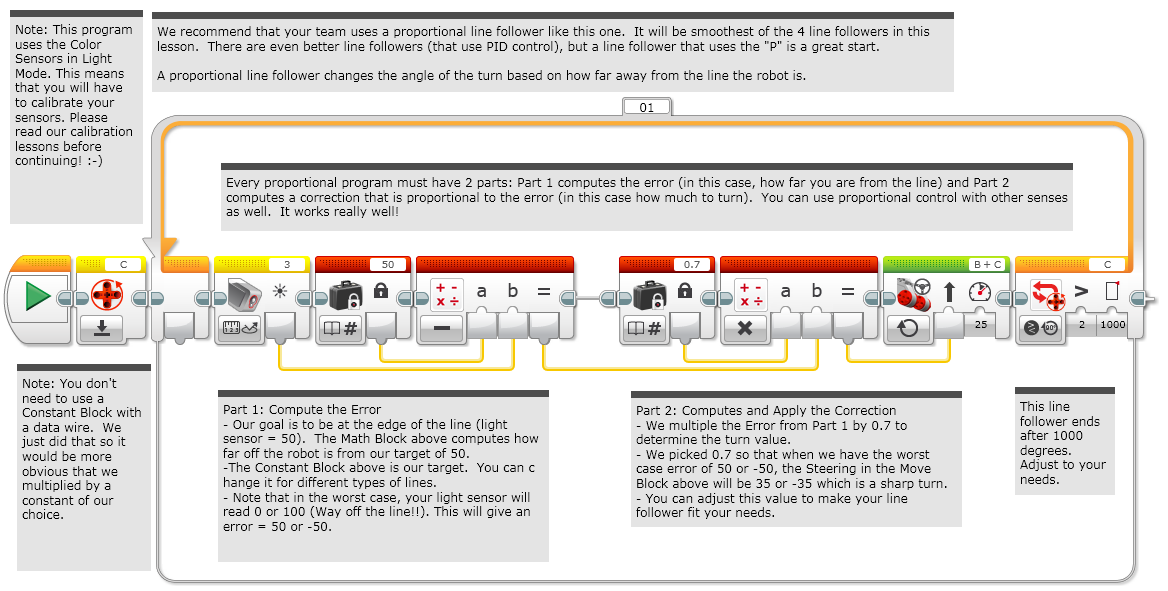 Note: This program
uses the Color
Sensors in Light
Mode. This means
that you will have
to calibrate your
sensors. Please
read our calibration
lessons before
continuing! :-)
We recommend that your team uses a proportional line follower like this one.  It will be smoothest of the 4 line followers in this
lesson.  There are even better line followers (that use PID control), but a line follower that uses the "P" is a great start.
A proportional line follower changes the angle of the turn based on how far away from the line the robot is.
01
Every proportional program must have 2 parts: Part 1 computes the error (in this case, how far you are from the line) and Part 2
computes a correction that is proportional to the error (in this case how much to turn).  You can use proportional control with other senses
as well.  It works really well!
C
3
50
0.7
B + C
C
a b =
a b =
>
#
#
+ -
x ÷
+ -
x ÷
1 2 3
90°
25
2
1000
Note: You don't
need to use a
Constant Block with
a data wire.  We
just did that so it
would be more
obvious that we
multiplied by a
constant of our
choice.
Part 1: Compute the Error
- Our goal is to be at the edge of the line (light
sensor = 50).  The Math Block above computes how
far off the robot is from our target of 50.
-The Constant Block above is our target.  You can c
hange it for different types of lines.
- Note that in the worst case, your light sensor will
read 0 or 100 (Way off the line!!). This will give an
error = 50 or -50.
Part 2: Computes and Apply the Correction
- We multiple the Error from Part 1 by 0.7 to
determine the turn value.
- We picked 0.7 so that when we have the worst
case error of 50 or -50, the Steering in the Move
Block above will be 35 or -35 which is a sharp turn.
- You can adjust this value to make your line
follower fit your needs.
This line
follower ends
after 1000
degrees.
Adjust to your
needs.